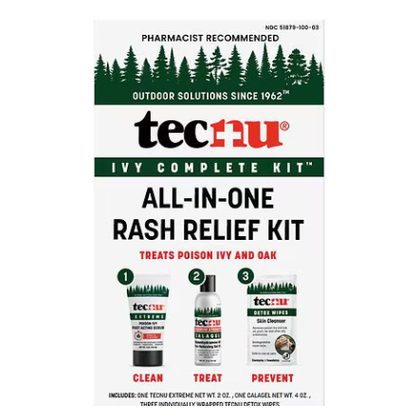 NDC 51879-100-03
PHARMACIST RECOMMENDED
OUTDOOR SOLUTIONS SINCE 1962™
tecnu®
IVY COMPLETE KIT™
ALL-IN-ONE
RASH RELIEF KIT
TREATS POISON IVY AND OAK
1
2
3
tecnu
EXTREME
POISON IVY
tecnu
CALAGEL
tecnu
DETOX WIPES
Skin Cleanser
CLEAN
TREAT
PREVENT
INCLUDES: ONE TECNU EXTREME NET WT. 2 OZ. , ONE CALAGEL NET WT. 4 OZ. ,
THREE INDIVIDUALLY WRAPPED TECNU DETOX WIPES